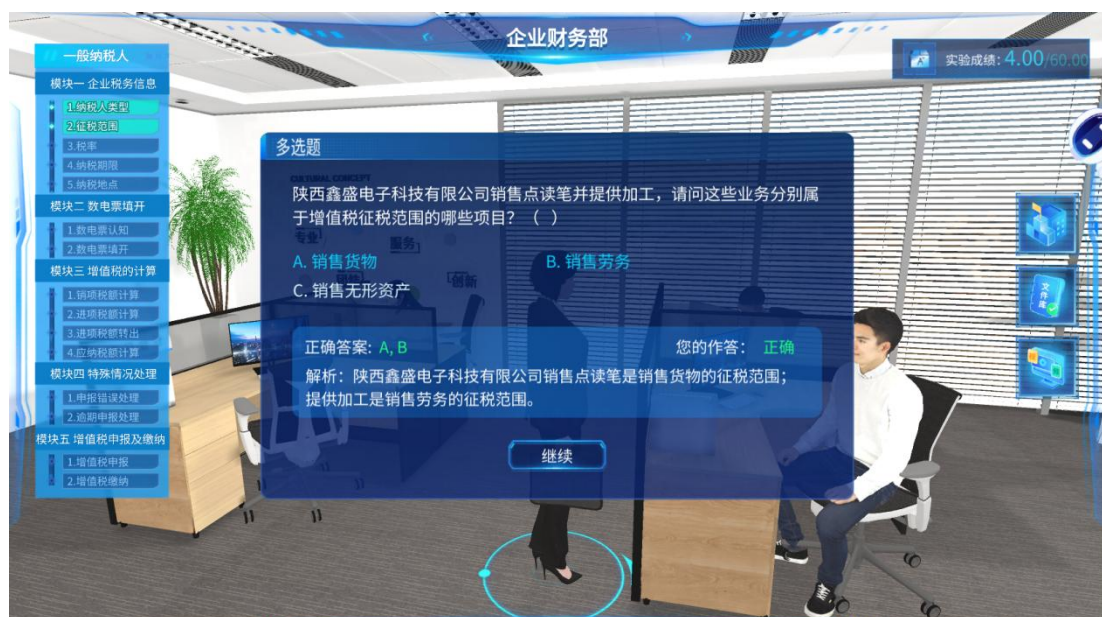 企业财务部
一般纳税人
实验成绩：4.00/60.00
模块一 企业税务信息
1.纳税人类型
2.征税范围
3.税率
4.纳税期限
5.纳税地点
模块二 数电票填开
1.数电票认知
2.数电票填开
模块三 增值税的计算
1.销项税额计算
2.进项税额计算
3.进项税额转出
4.应纳税额计算
模块四 特殊情况处理
1.申报错误处理
2.逾期申报处理
模块五 增值税申报及缴纳
1.增值税申报
2.增值税缴纳
多选题
CULTURAL CONCEPT
陕西鑫盛电子科技有限公司销售点读笔并提供加工，请问这些业务分别属
于增值税征税范围的哪些项目？（ ）
专业
服务
创新
A. 销售货物
B. 销售劳务
C. 销售无形资产
正确答案: A, B
您的作答： 正确
解析：陕西鑫盛电子科技有限公司销售点读笔是销售货物的征税范围；
提供加工是销售劳务的征税范围。
继续
文件库